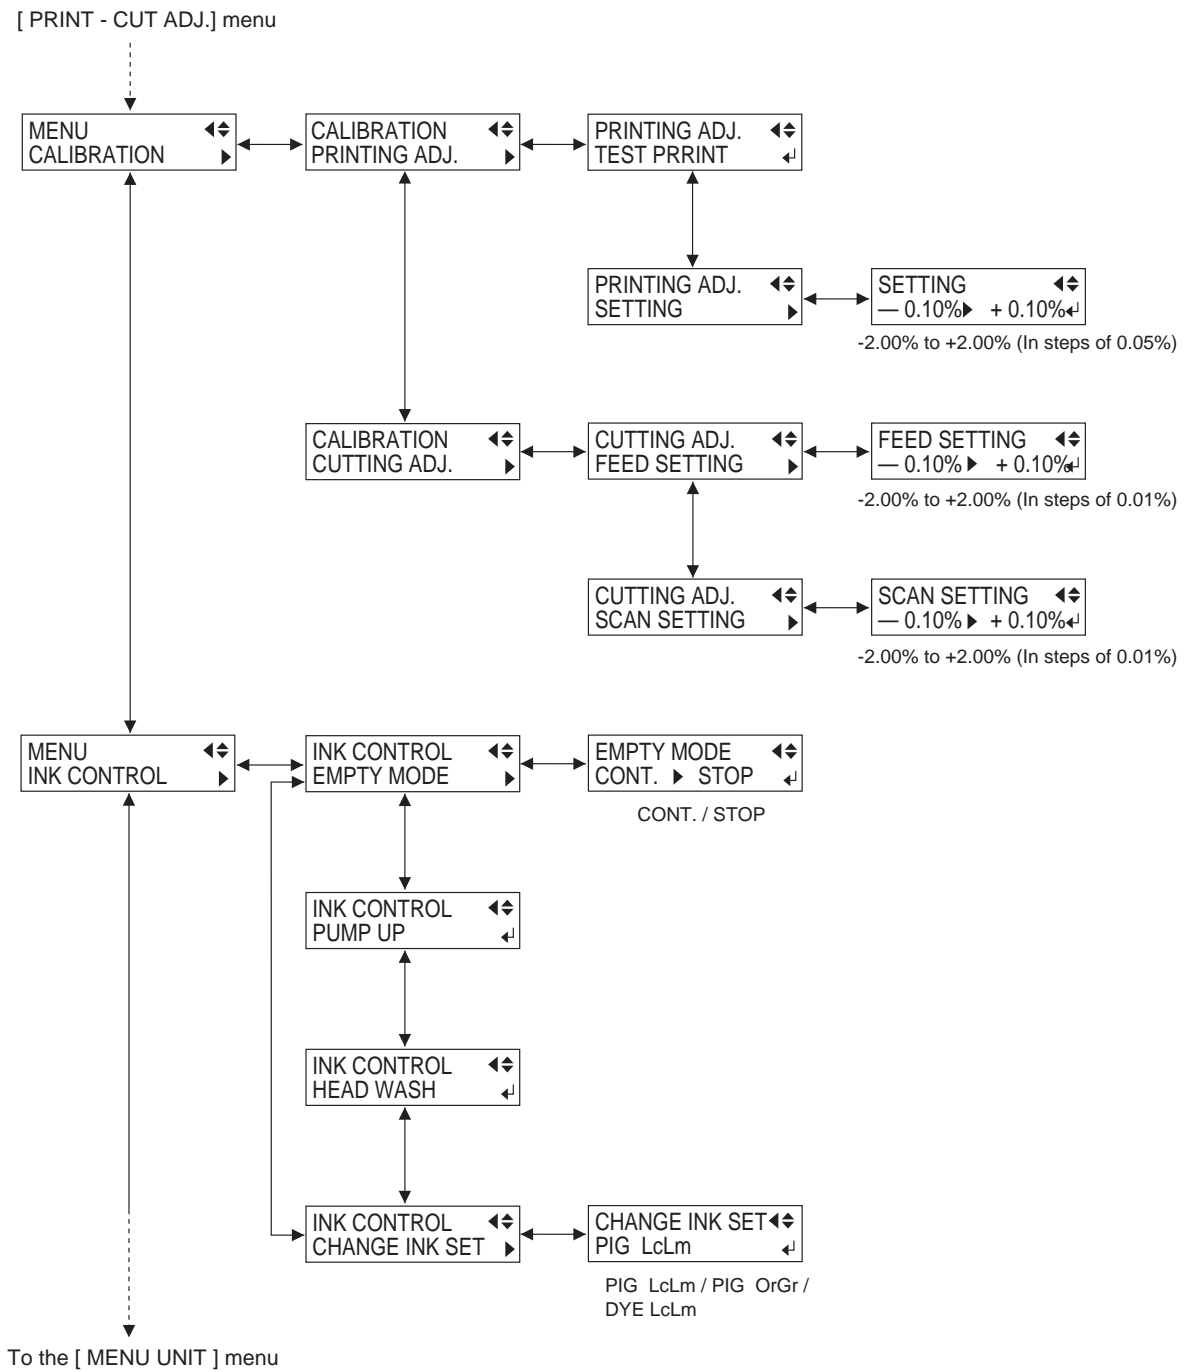 [ PRINT - CUT ADJ.] menu
MENU
CALIBRATION
CALIBRATION
PRINTING ADJ.
PRINTING ADJ.
TEST PRRINT
PRINTING ADJ.
SETTING
SETTING
— 0.10% + 0.10%
-2.00% to +2.00% (In steps of 0.05%)
CALIBRATION
CUTTING ADJ.
CUTTING ADJ.
FEED SETTING
FEED SETTING
— 0.10% + 0.10%
-2.00% to +2.00% (In steps of 0.01%)
CUTTING ADJ.
SCAN SETTING
SCAN SETTING
— 0.10% + 0.10%
-2.00% to +2.00% (In steps of 0.01%)
MENU
INK CONTROL
INK CONTROL
EMPTY MODE
EMPTY MODE
CONT. STOP
CONT. / STOP
INK CONTROL
PUMP UP
INK CONTROL
HEAD WASH
INK CONTROL
CHANGE INK SET
CHANGE INK SET
PIG LcLm
PIG LcLm / PIG OrGr /
DYE LcLm
To the [ MENU UNIT ] menu